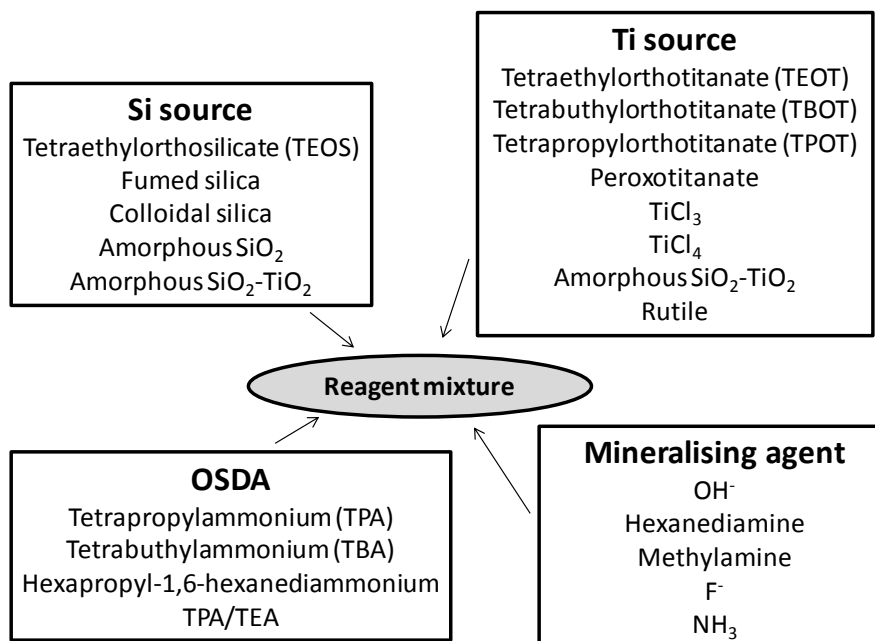 Si source
Tetraethylorthosilicate (TEOS)
Fumed silica
Colloidal silica
Amorphous SiO₂
Amorphous SiO₂-TiO₂
Ti source
Tetraethylorthotitanate (TEOT)
Tetrabuthylorthotitanate (TBOT)
Tetrapropylorthotitanate (TPOT)
Peroxotitanate
TiCl₃
TiCl₄
Amorphous SiO₂-TiO₂
Rutile
Reagent mixture
OSDA
Tetrapropylammonium (TPA)
Tetrabuthylammonium (TBA)
Hexapropyl-1,6-hexanediammonium
TPA/TEA
Mineralising agent
OH⁻
Hexanediamine
Methylamine
F⁻
NH₃